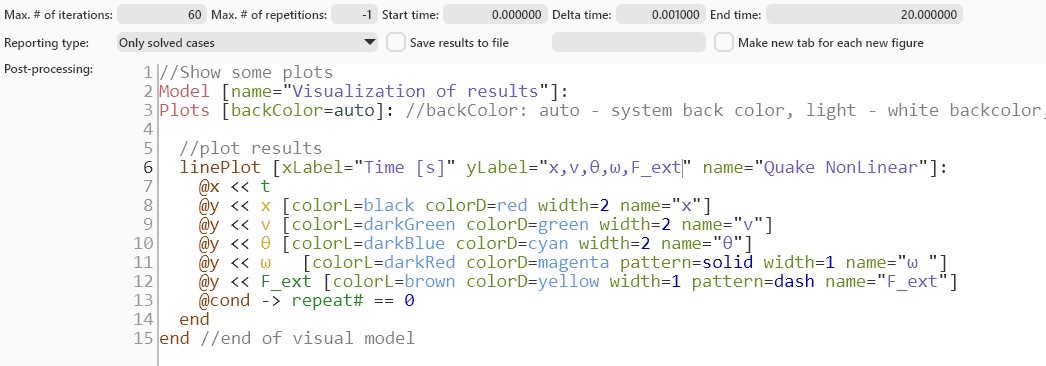 Max. # of iterations: 60 Max. # of repetitions: -1 Start time: 0.000000 Delta time: 0.001000 End time: 20.000000
Reporting type: Only solved cases Save results to file Make new tab for each new figure
Post-processing:
1 //Show some plots
2 Model [name="Visualization of results"]:
3 Plots [backColor=auto]: //backColor: auto - system back color, light - white backcolor,
4
5 //plot results
6 linePlot [xLabel="Time [s]" yLabel="x,v,θ,ω,F_ext" name="Quake NonLinear"]:
7 @x << t
8 @y << x [colorL=black colorD=red width=2 name="x"]
9 @y << v [colorL=darkGreen colorD=green width=2 name="v"]
10 @y << θ [colorL=darkBlue colorD=cyan width=2 name="θ"]
11 @y << ω [colorL=darkRed colorD=magenta pattern=solid width=1 name="ω "]
12 @y << F_ext [colorL=brown colorD=yellow width=1 pattern=dash name="F_ext"]
13 @cond -> repeat# == 0
14 end
15 end //end of visual model